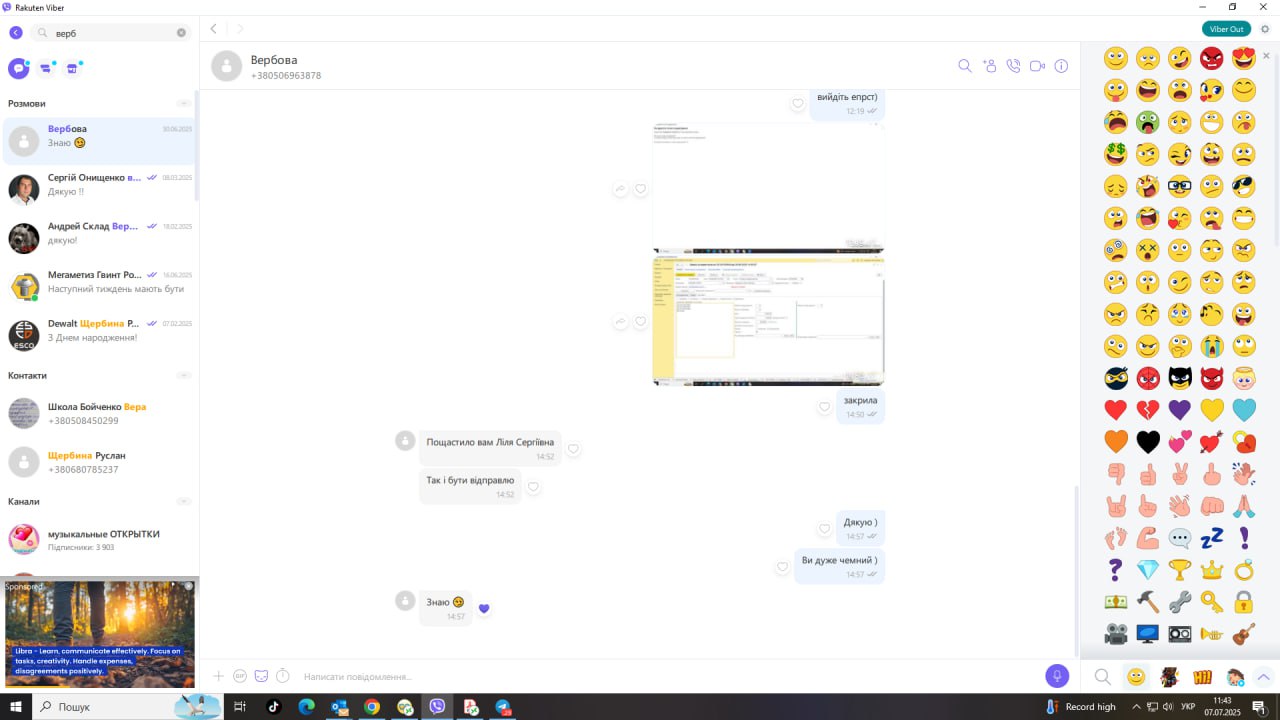 Rakuten Viber
верб
Viber Out
Розмови
Вербова
30.06.2025
Знаю 😘
Сергій Онищенко в...
08.03.2025
Дякую !!
Андрей Склад Вер...
18.02.2025
дякую!
_Метаметиз Гвинт Ро...
16.06.2025
Dewalt Щербина Р...
07.02.2025
з Днем народження!
Контакти
Школа Бойченко Вера
+380508450299
Щербина Руслан
+380680785237
Канали
музыкальные ОТКРЫТКИ
Підписники: 3 903
Sponsored
Libra - Learn, communicate effectively. Focus on
tasks, creativity. Handle expenses,
disagreements positively.
Вербова
+380506963878
вийдіть епрст)
12:19
закрила
14:50
Пощастило вам Ліля Сергіївна
14:52
Так і бути відправлю
14:52
Дякую )
14:57
Ви дуже чемний )
14:57
Знаю 😘
14:57
GIF
Написати повідомлення...
Hi!
Пошук
Record high
УКР
11:43
07.07.2025